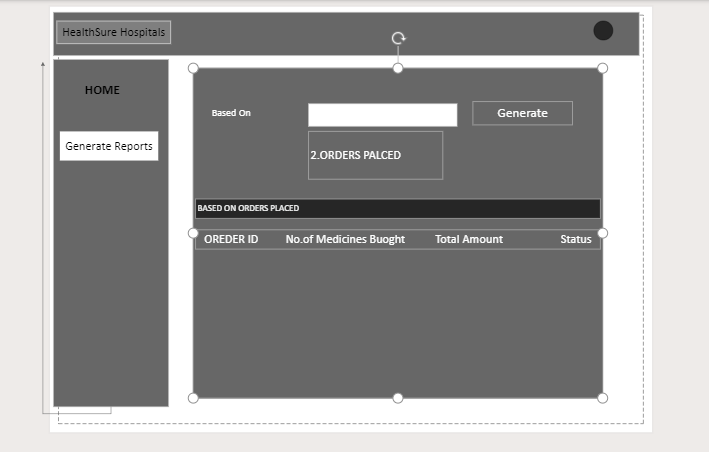 HealthSure Hospitals
HOME
Generate Reports
Based On
Generate
2.ORDERS PALCED
BASED ON ORDERS PLACED
OREDER ID No.of Medicines Buoght Total Amount Status